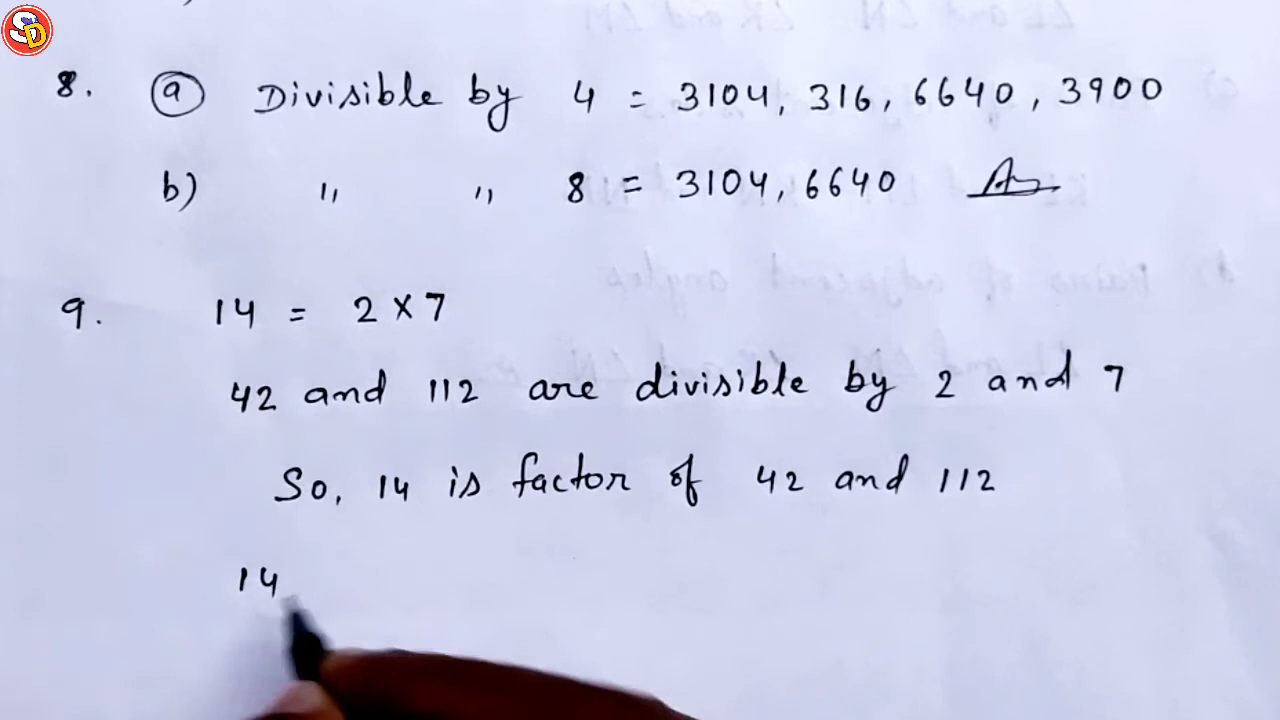 SD
8. (a) Divisible by 4 = 3104, 316, 6640, 3900
b) " " 8 = 3104, 6640 Ans
9. 14 = 2 × 7
42 and 112 are divisible by 2 and 7
So, 14 is factor of 42 and 112
14